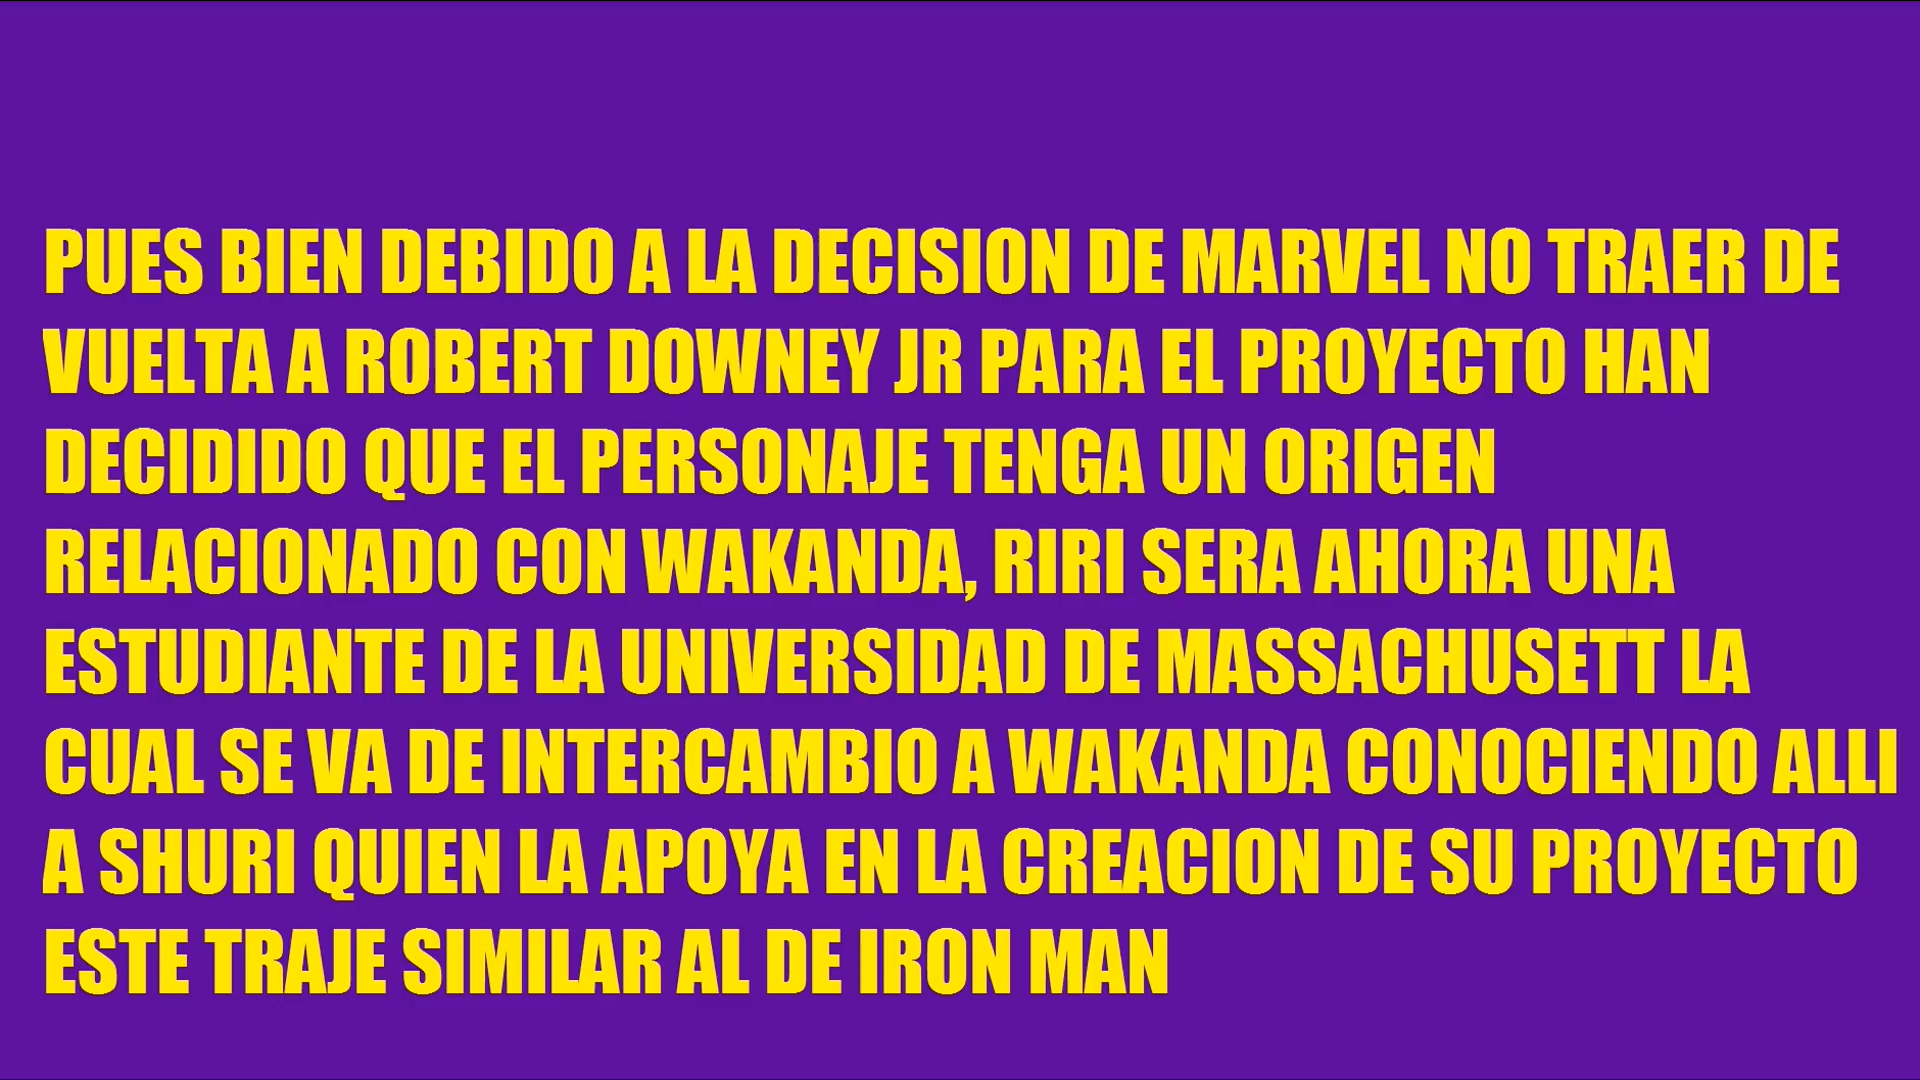 PUES BIEN DEBIDO A LA DECISION DE MARVEL NO TRAER DE
VUELTA A ROBERT DOWNEY JR PARA EL PROYECTO HAN
DECIDIDO QUE EL PERSONAJE TENGA UN ORIGEN
RELACIONADO CON WAKANDA, RIRI SERA AHORA UNA
ESTUDIANTE DE LA UNIVERSIDAD DE MASSACHUSETT LA
CUAL SE VA DE INTERCAMBIO A WAKANDA CONOCIENDO ALLI
A SHURI QUIEN LA APOYA EN LA CREACION DE SU PROYECTO
ESTE TRAJE SIMILAR AL DE IRON MAN